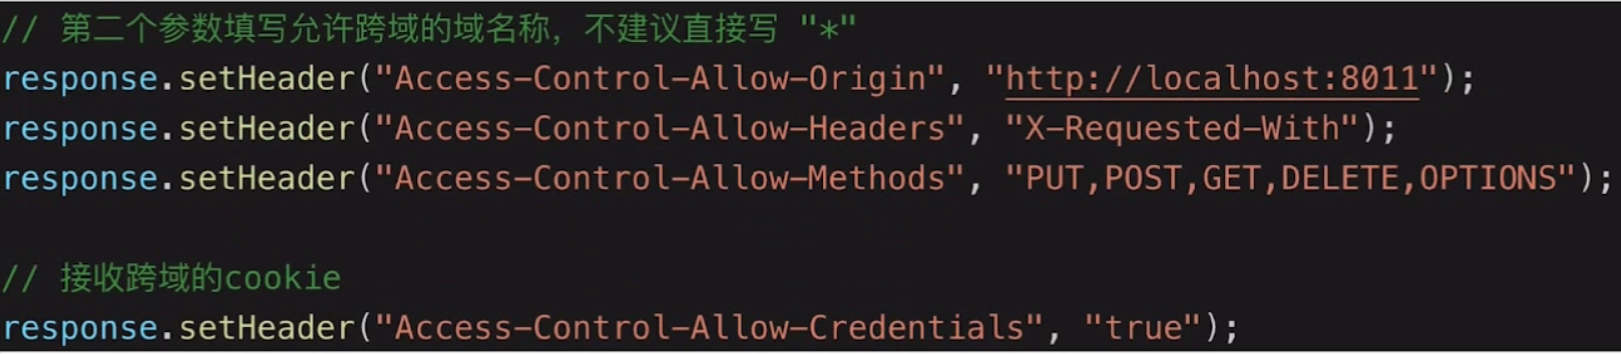 // 第二个参数填写允许跨域的域名称，不建议直接写 "*"
response.setHeader("Access-Control-Allow-Origin", "http://localhost:8011");
response.setHeader("Access-Control-Allow-Headers", "X-Requested-With");
response.setHeader("Access-Control-Allow-Methods", "PUT,POST,GET,DELETE,OPTIONS");
// 接收跨域的cookie
response.setHeader("Access-Control-Allow-Credentials", "true");